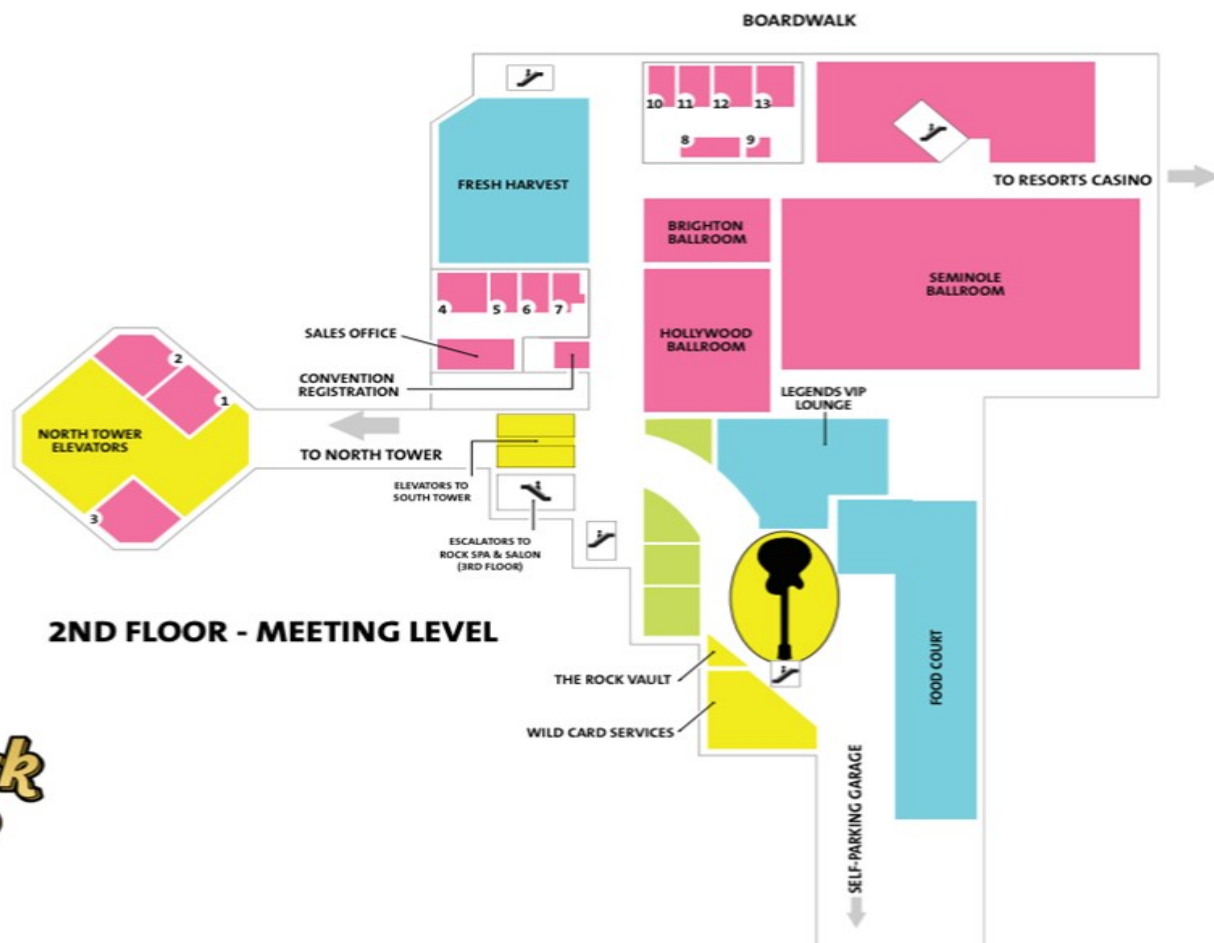 BOARDWALK
10 11 12 13
8 9
FRESH HARVEST
TO RESORTS CASINO
BRIGHTON
BALLROOM
SEMINOLE
BALLROOM
4 5 6 7
HOLLYWOOD
BALLROOM
SALES OFFICE
CONVENTION
REGISTRATION
2
1
LEGENDS VIP
LOUNGE
NORTH TOWER
ELEVATORS
TO NORTH TOWER
ELEVATORS TO
SOUTH TOWER
3
ESCALATORS TO
ROCK SPA & SALON
(3RD FLOOR)
2ND FLOOR - MEETING LEVEL
THE ROCK VAULT
WILD CARD SERVICES
FOOD COURT
SELF-PARKING GARAGE